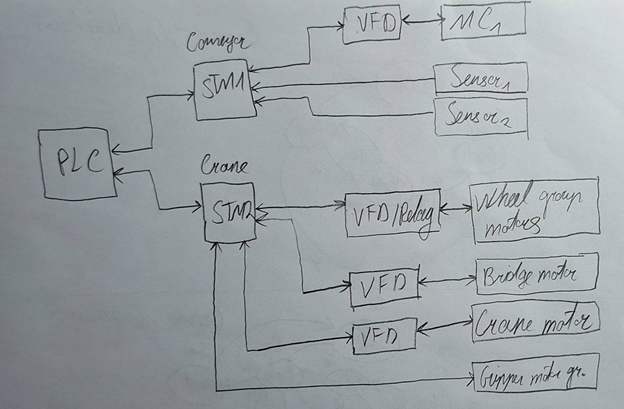 VFD
MC1
Conveyer
STM1
Sensor1
Sensor2
PLC
Crane
STM2
VFD/Relay
Wheel group
motors
VFD
Bridge motor
VFD
Crane motor
Gripper motor gr.